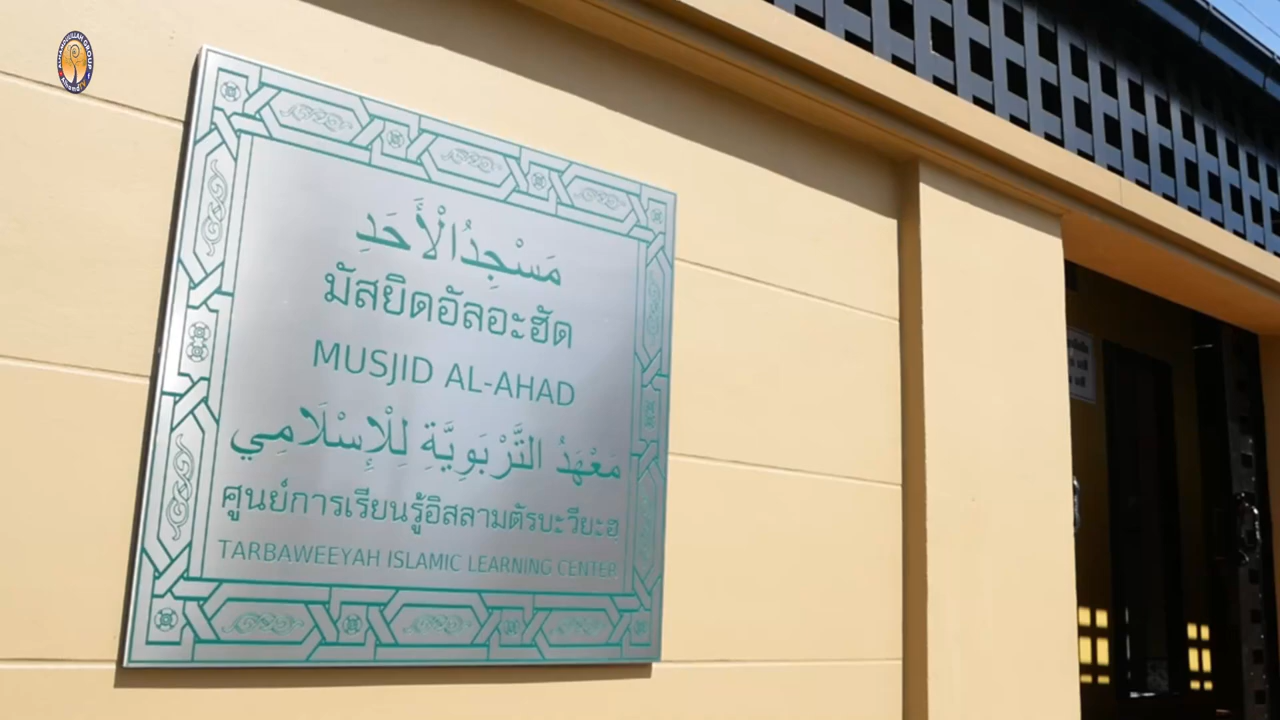 مَسْجِدُالْأَحَدِ
มัสยิดอัลอะฮัด
MUSJID AL-AHAD
مَعْهَدُ التَّرْبَوِيَّةِ لِلْإِسْلَامِي
ศูนย์การเรียนรู้อิสลามตัรบะวียะฮ
TARBAWEEYAH ISLAMIC LEARNING CENTER